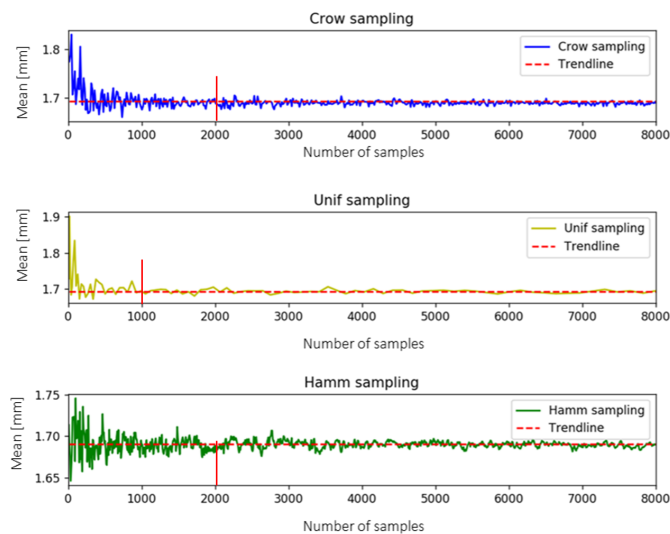 Crow sampling
Mean [mm]
1.8
1.7
Crow sampling
Trendline
0 1000 2000 3000 4000 5000 6000 7000 8000
Number of samples
Unif sampling
Mean [mm]
1.9
1.8
1.7
Unif sampling
Trendline
0 1000 2000 3000 4000 5000 6000 7000 8000
Number of samples
Hamm sampling
Mean [mm]
1.75
1.70
1.65
Hamm sampling
Trendline
0 1000 2000 3000 4000 5000 6000 7000 8000
Number of samples